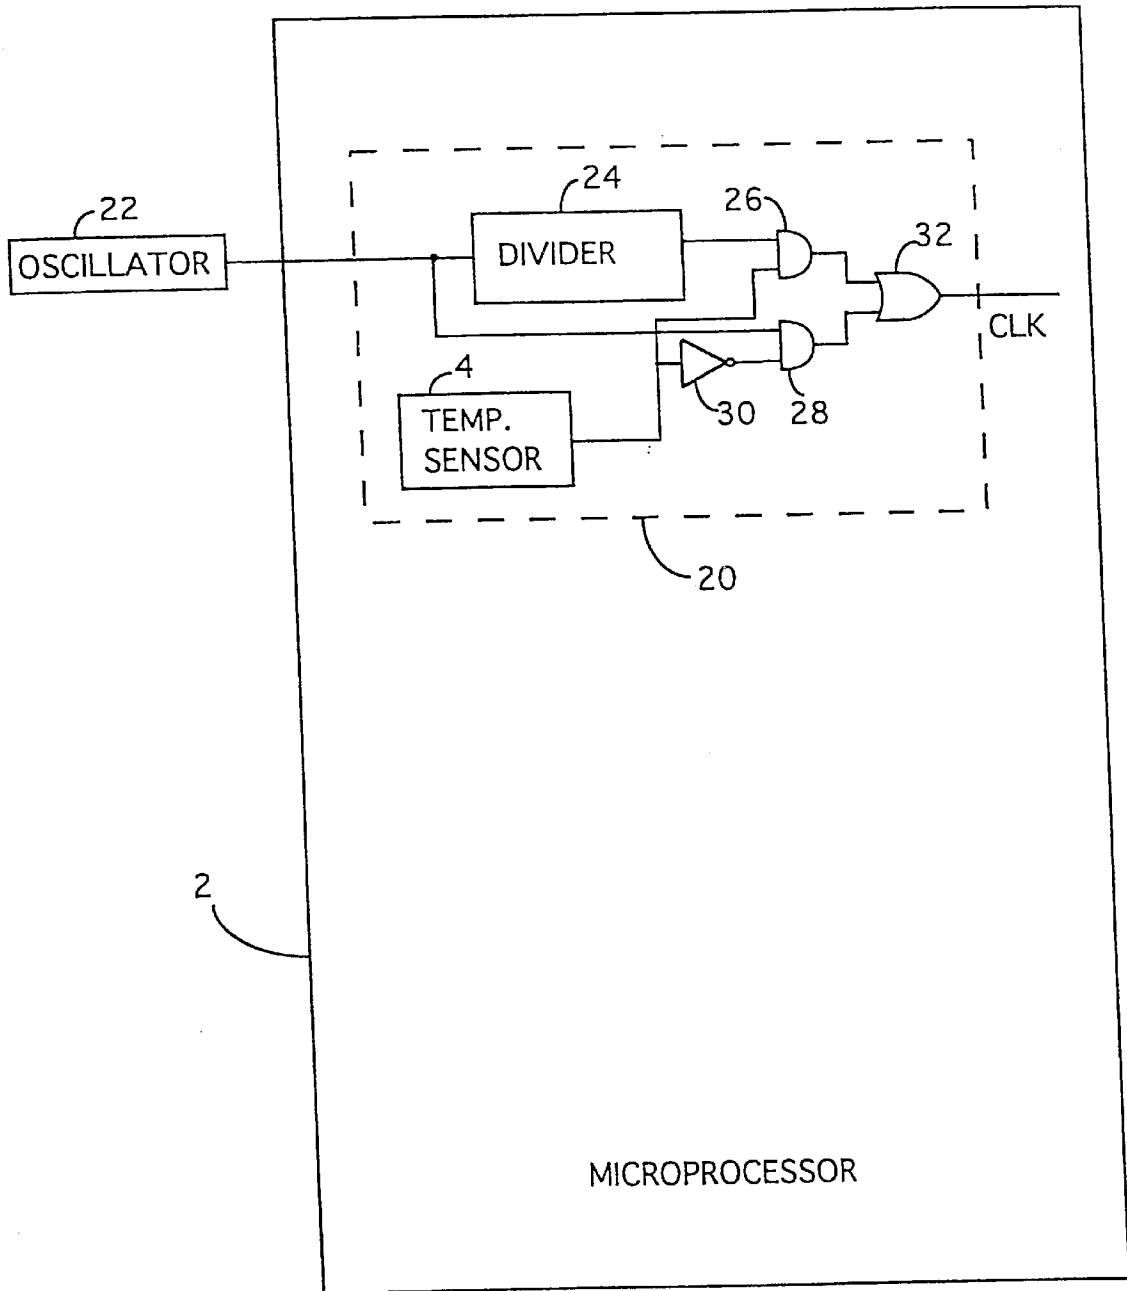 22
OSCILLATOR
24
DIVIDER
26
32
CLK
4
TEMP.
SENSOR
30
28
20
2
MICROPROCESSOR